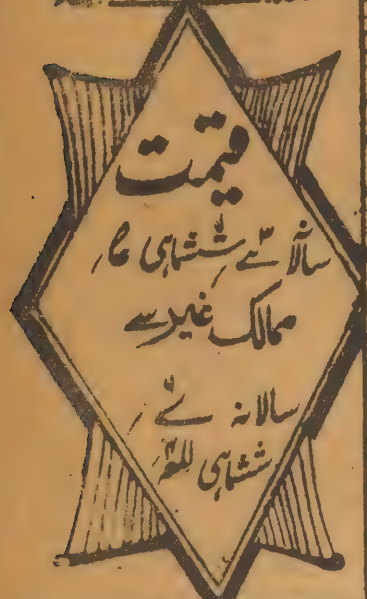 قیمت
سالانہ ششماہی
ممالک غیر سے
سالانہ
ششماہی